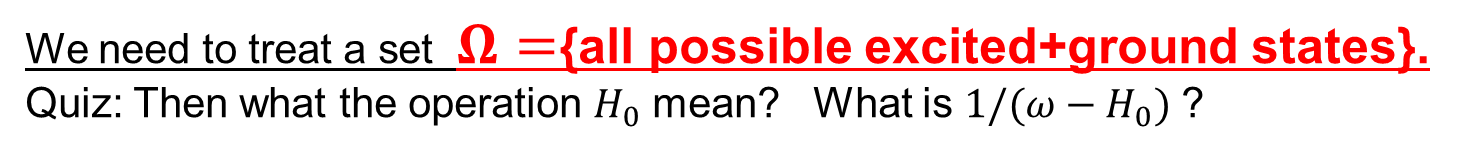 We need to treat a set Ω ={all possible excited+ground states}.
Quiz: Then what the operation H₀ mean? What is 1/(ω − H₀) ?